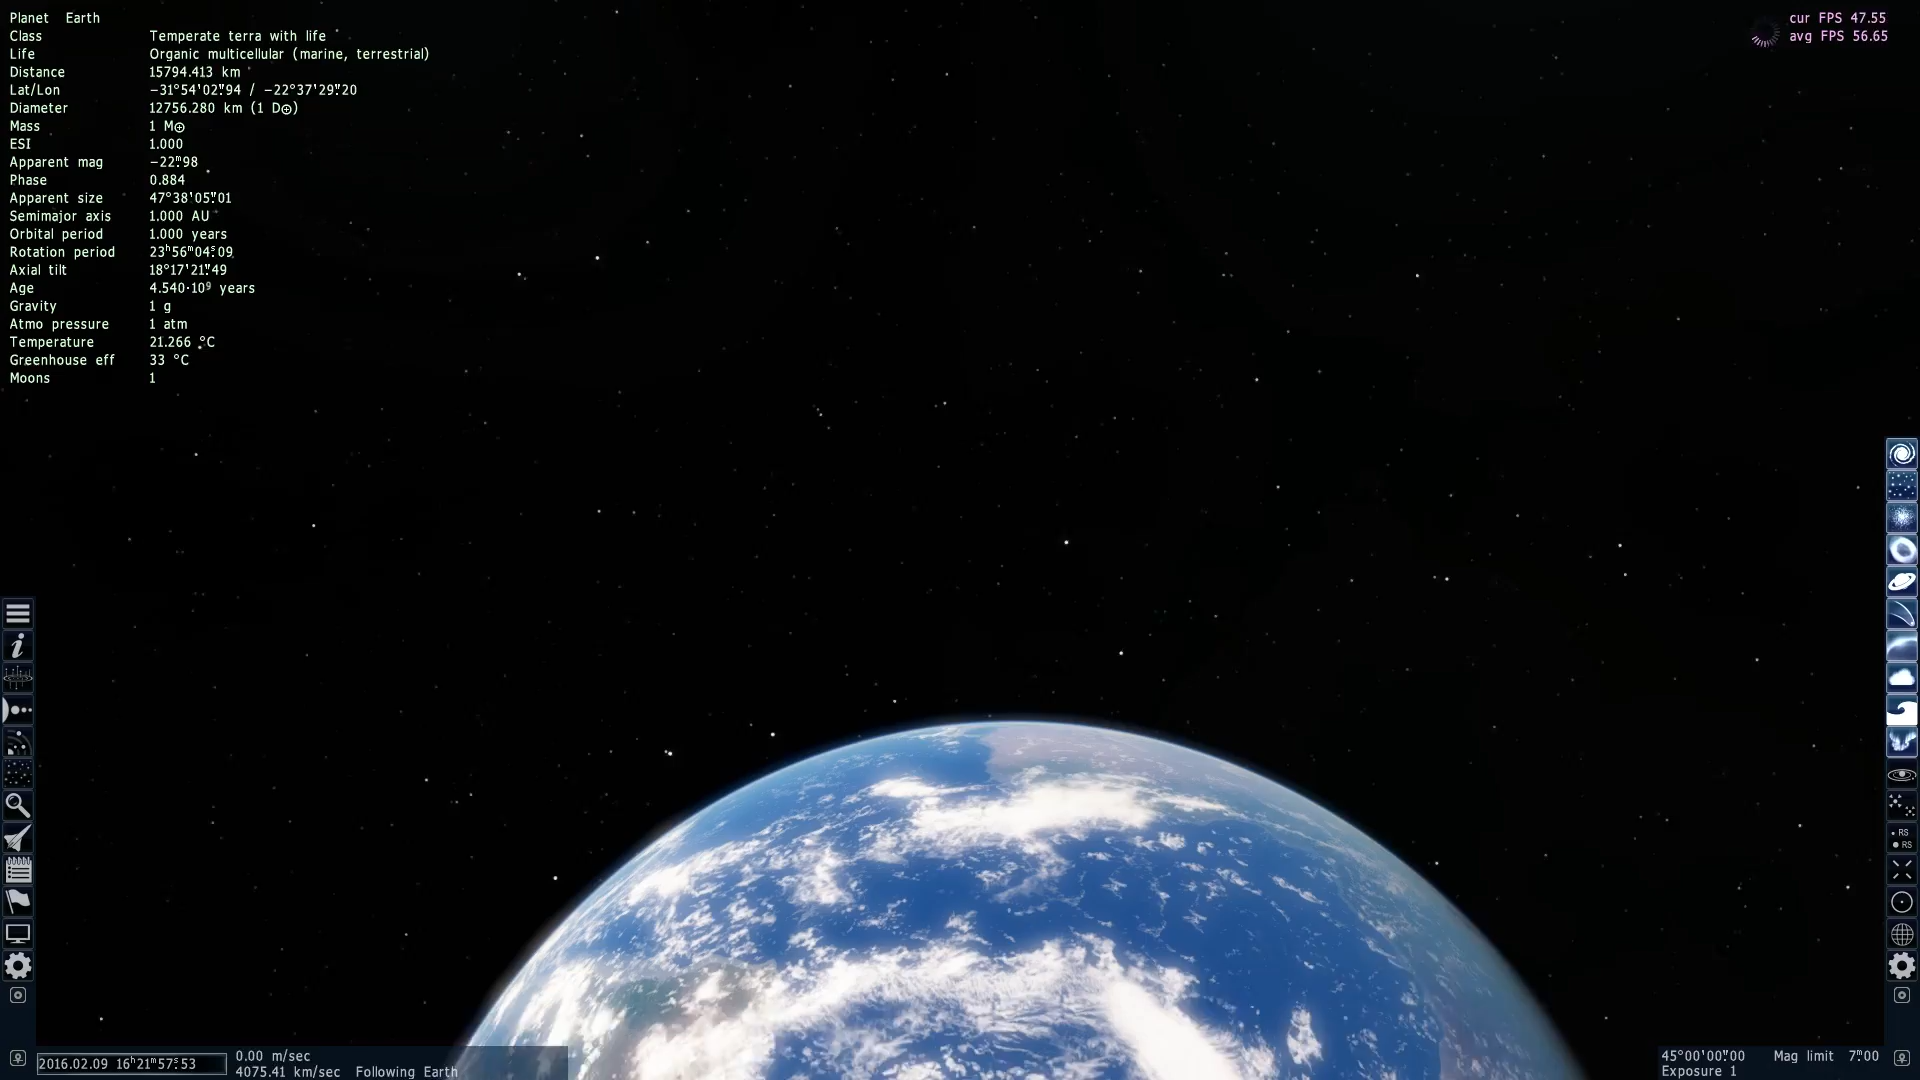 Planet Earth
Class Temperate terra with life
Life Organic multicellular (marine, terrestrial)
Distance 15794.413 km
Lat/Lon −31°54'02"94 / −22°37'29"20
Diameter 12756.280 km (1 D⊕)
Mass 1 M⊕
ESI 1.000
Apparent mag −22ᵐ98
Phase 0.884
Apparent size 47°38'05"01
Semimajor axis 1.000 AU
Orbital period 1.000 years
Rotation period 23ʰ56ᵐ04ˢ09
Axial tilt 18°17'21"49
Age 4.540·10⁹ years
Gravity 1 g
Atmo pressure 1 atm
Temperature 21.266 °C
Greenhouse eff 33 °C
Moons 1
cur FPS 47.55
avg FPS 56.65
RS
RS
2016.02.09 16ʰ21ᵐ57ˢ53
0.00 m/sec
4075.41 km/sec Following Earth
45°00'00"00 Mag limit 7ᵐ00
Exposure 1